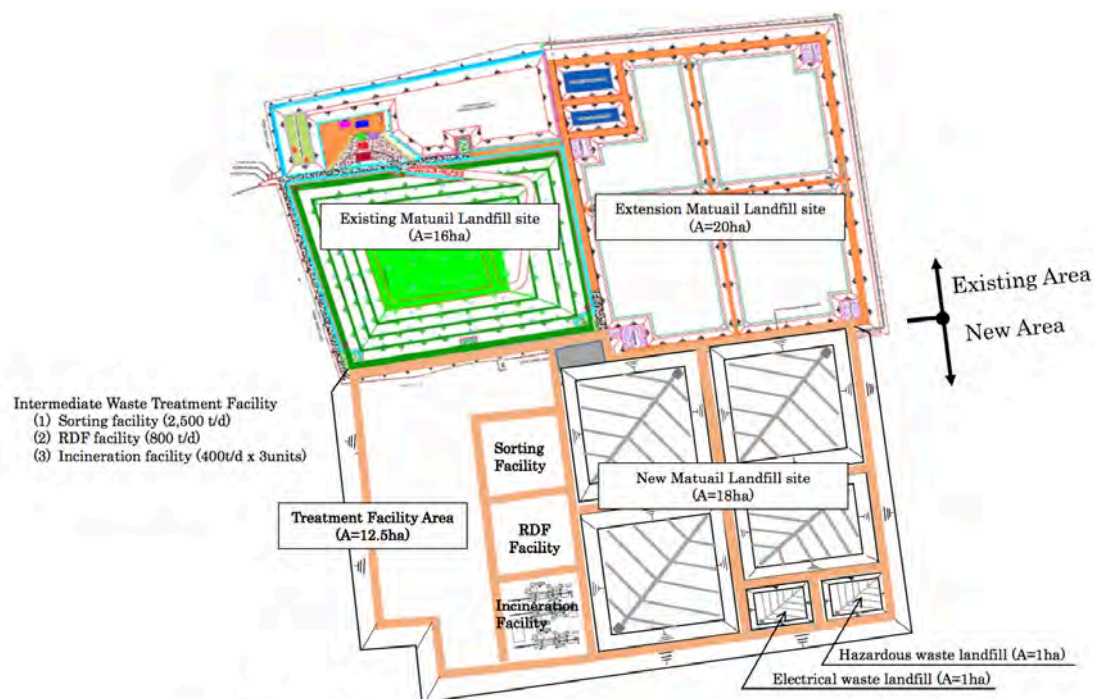 Existing Matuail Landfill site
(A=16ha)
Extension Matuail Landfill site
(A=20ha)
Existing Area
New Area
Intermediate Waste Treatment Facility
(1) Sorting facility (2,500 t/d)
(2) RDF facility (800 t/d)
(3) Incineration facility (400t/d x 3units)
Sorting
Facility
New Matuail Landfill site
(A=18ha)
Treatment Facility Area
(A=12.5ha)
RDF
Facility
Incineration
Facility
Hazardous waste landfill (A=1ha)
Electrical waste landfill (A=1ha)